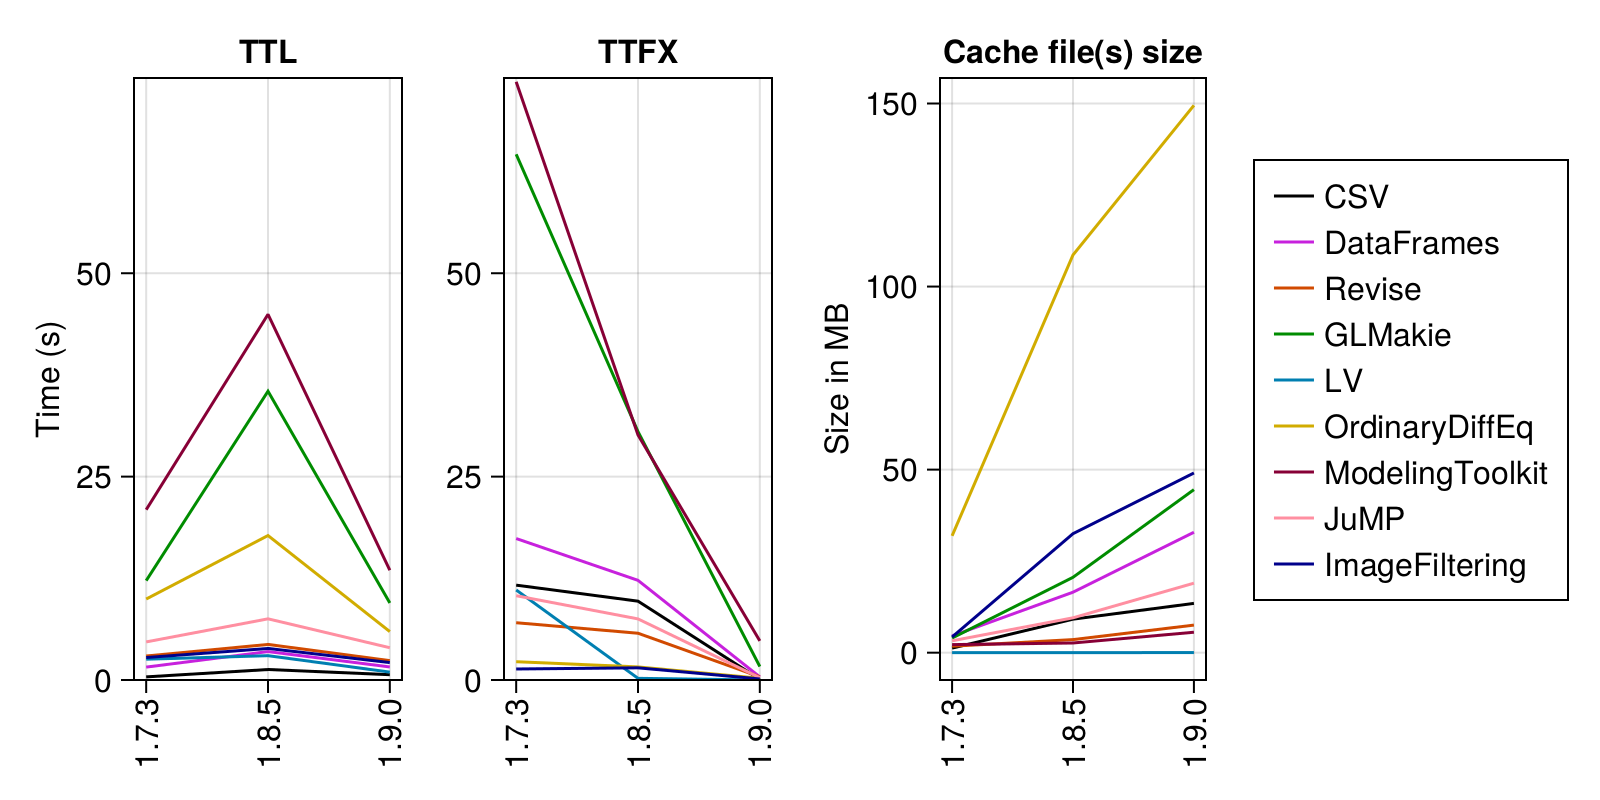 TTL
TTFX
Cache file(s) size
Time (s)
50
25
0
1.7.3
1.8.5
1.9.0
50
25
0
1.7.3
1.8.5
1.9.0
Size in MB
150
100
50
0
1.7.3
1.8.5
1.9.0
CSV
DataFrames
Revise
GLMakie
LV
OrdinaryDiffEq
ModelingToolkit
JuMP
ImageFiltering